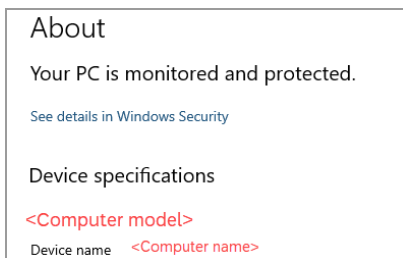 About
Your PC is monitored and protected.
See details in Windows Security
Device specifications
<Computer model>
Device name <Computer name>